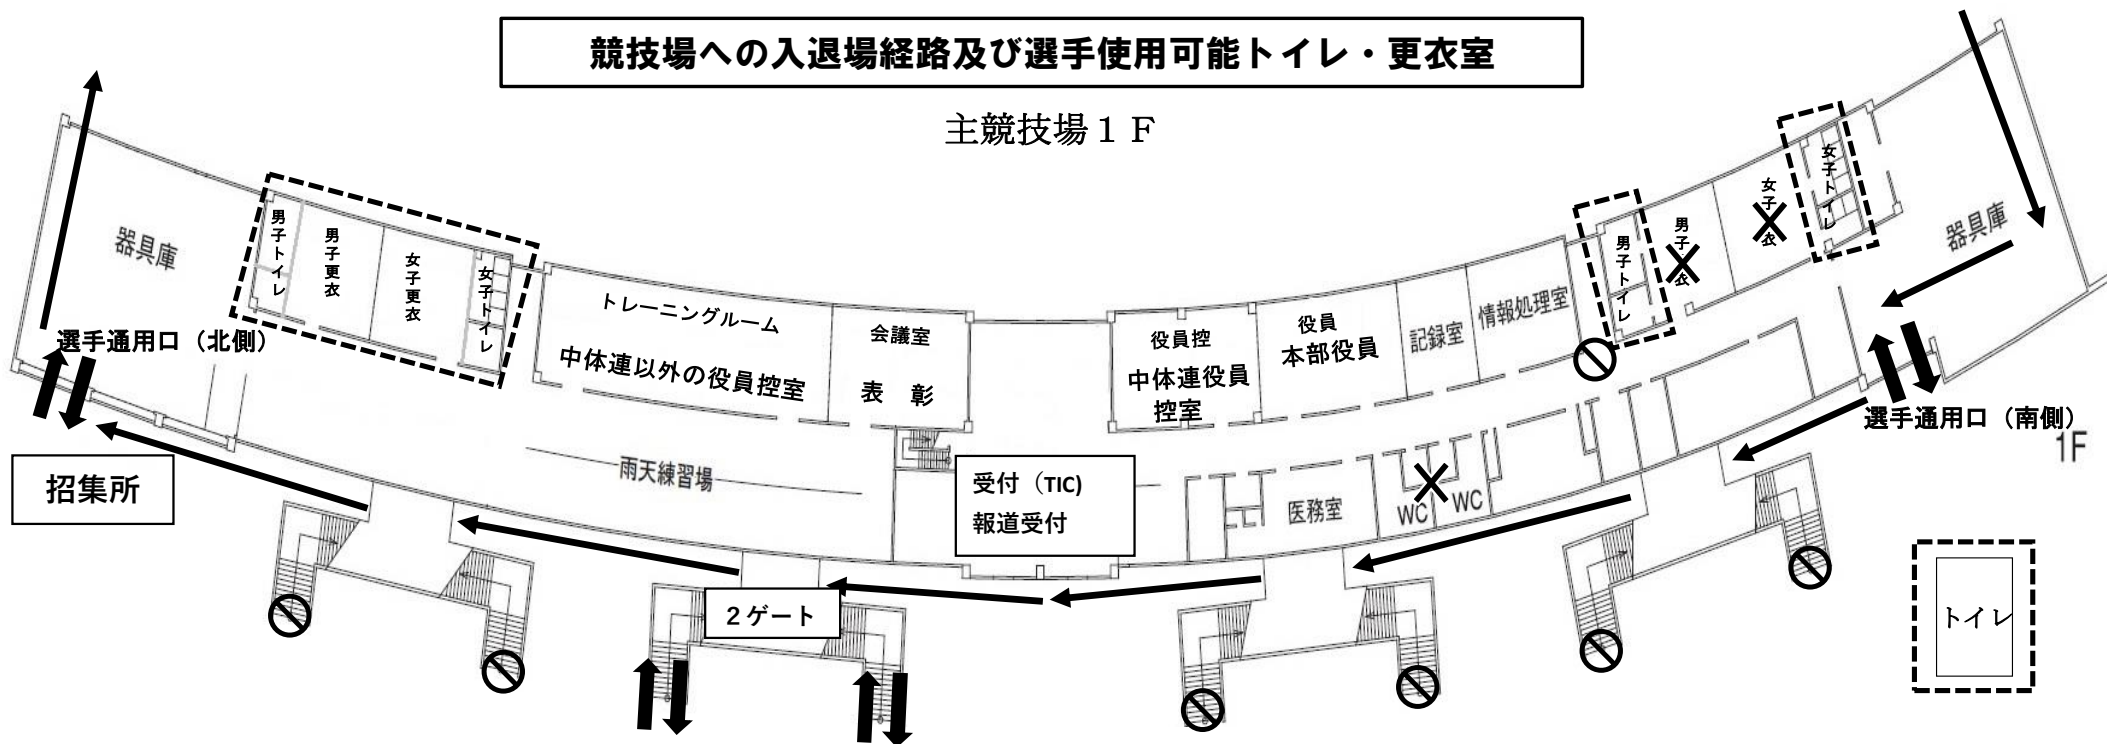 競技場への入退場経路及び選手使用可能トイレ・更衣室
主競技場１Ｆ
器具庫
男子トイレ
男子更衣
女子更衣
女子トイレ
トレーニングルーム
中体連以外の役員控室
会議室
表 彰
役員控
中体連役員
控室
役員
本部役員
記録室
情報処理室
男子トイレ
男子 衣
女子 衣
女子トイレ
器具庫
選手通用口（北側）
選手通用口（南側）
1F
招集所
雨天練習場
受付（TIC)
報道受付
医務室
WC
WC
2ゲート
トイレ